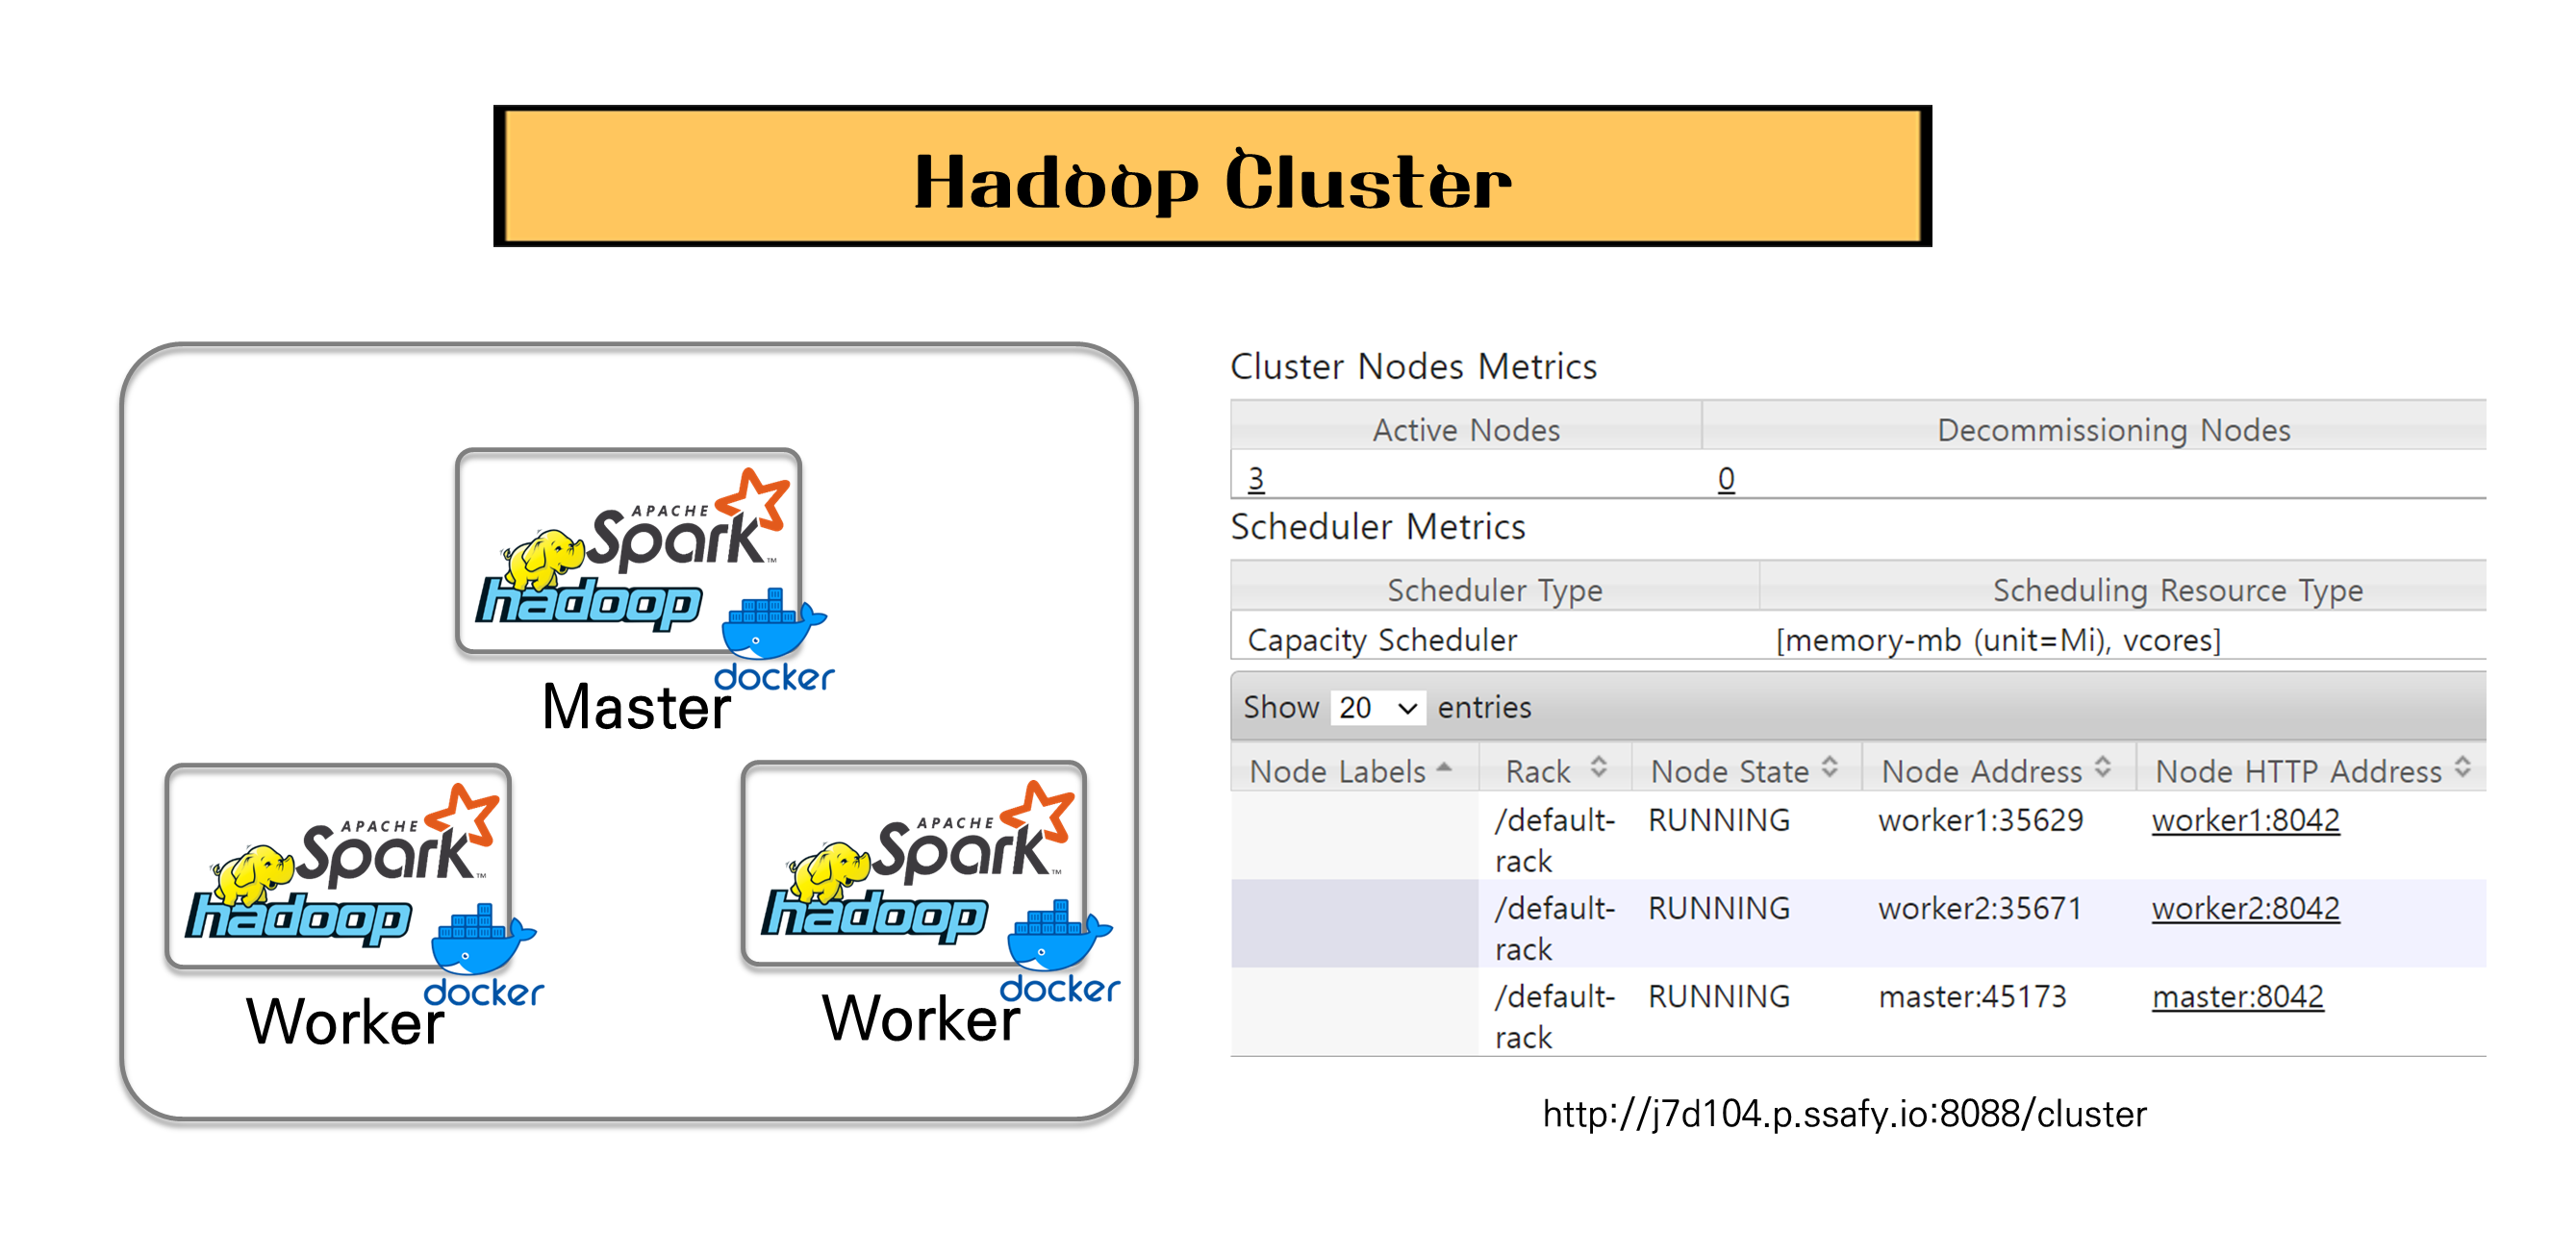 Hadoop Cluster
APACHE
Spark™
hadoop
docker
Master
APACHE
Spark™
hadoop
docker
Worker
APACHE
Spark™
hadoop
docker
Worker
Cluster Nodes Metrics
Active Nodes Decommissioning Nodes
3 0
Scheduler Metrics
Scheduler Type Scheduling Resource Type
Capacity Scheduler [memory-mb (unit=Mi), vcores]
Show 20 entries
Node Labels Rack Node State Node Address Node HTTP Address
/default- RUNNING worker1:35629 worker1:8042
rack
/default- RUNNING worker2:35671 worker2:8042
rack
/default- RUNNING master:45173 master:8042
rack
http://j7d104.p.ssafy.io:8088/cluster